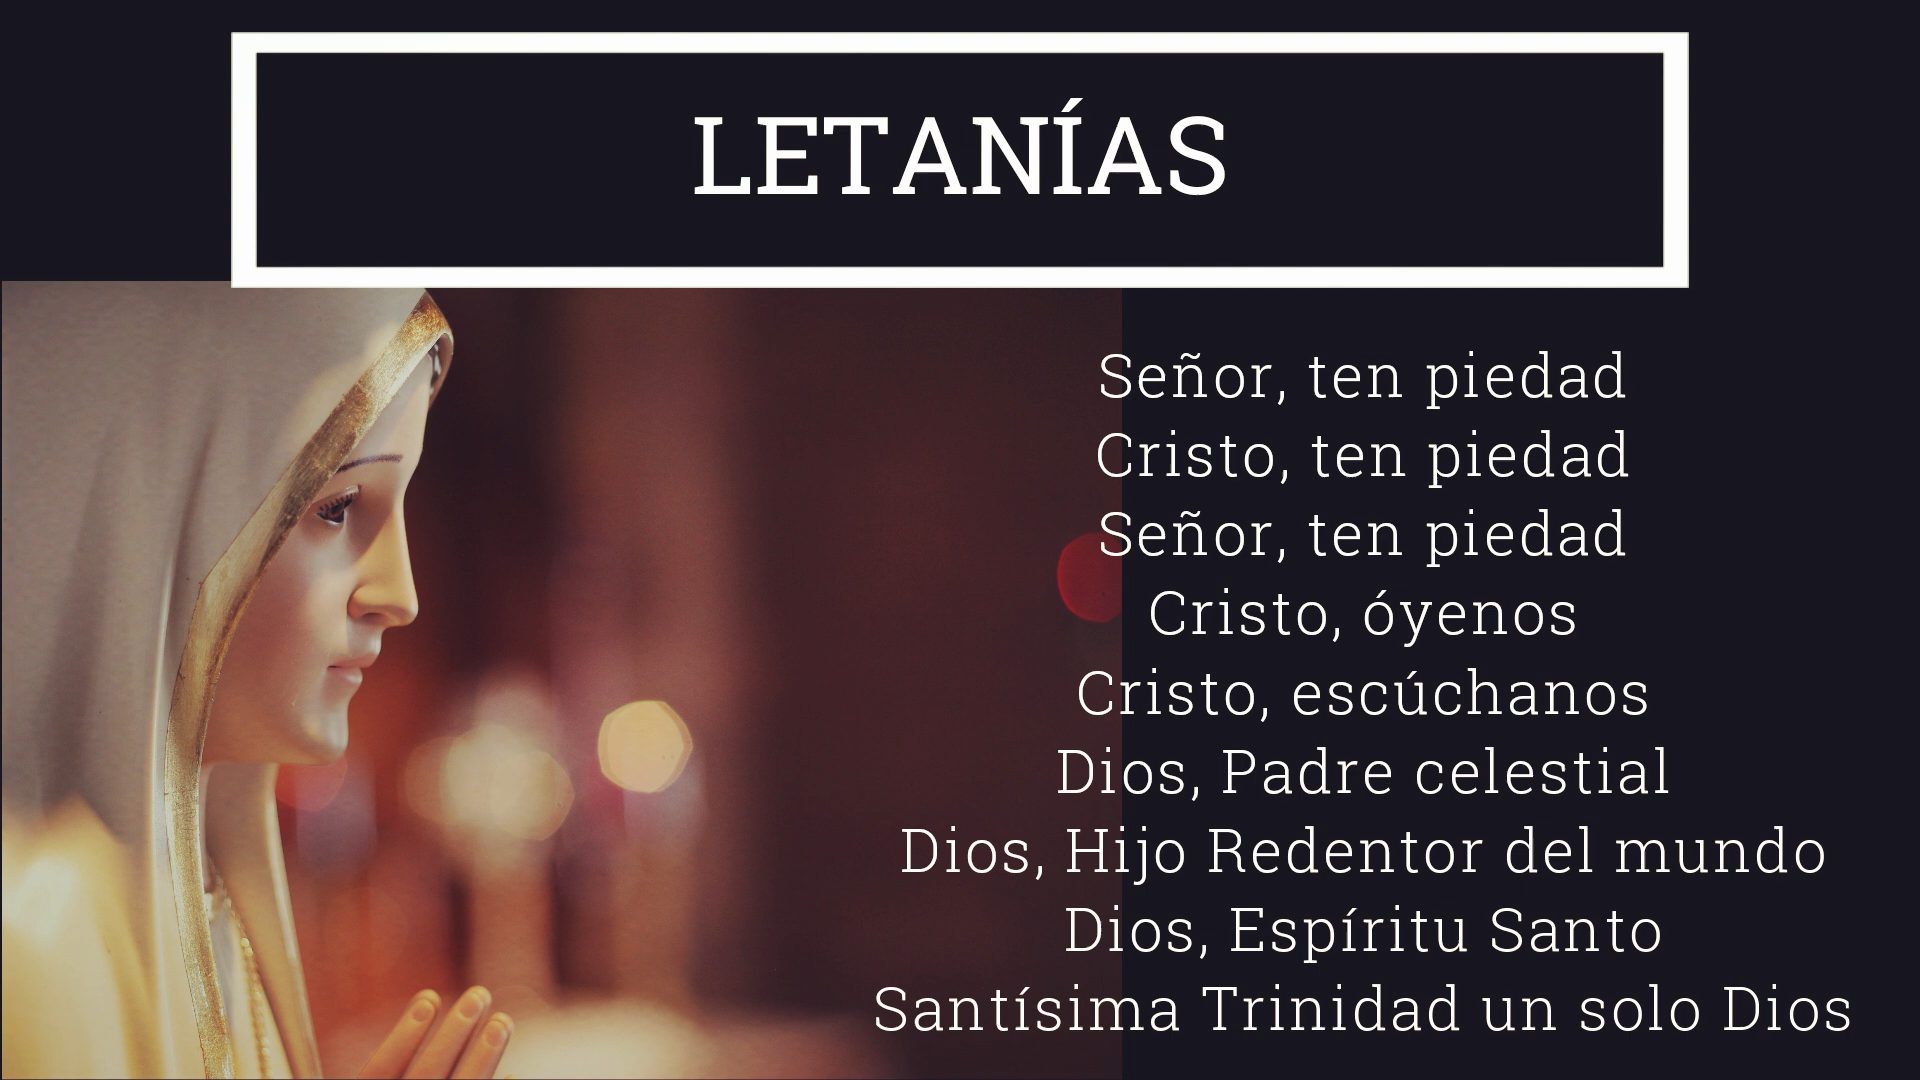 LETANÍAS
Señor, ten piedad
Cristo, ten piedad
Señor, ten piedad
Cristo, óyenos
Cristo, escúchanos
Dios, Padre celestial
Dios, Hijo Redentor del mundo
Dios, Espíritu Santo
Santísima Trinidad un solo Dios